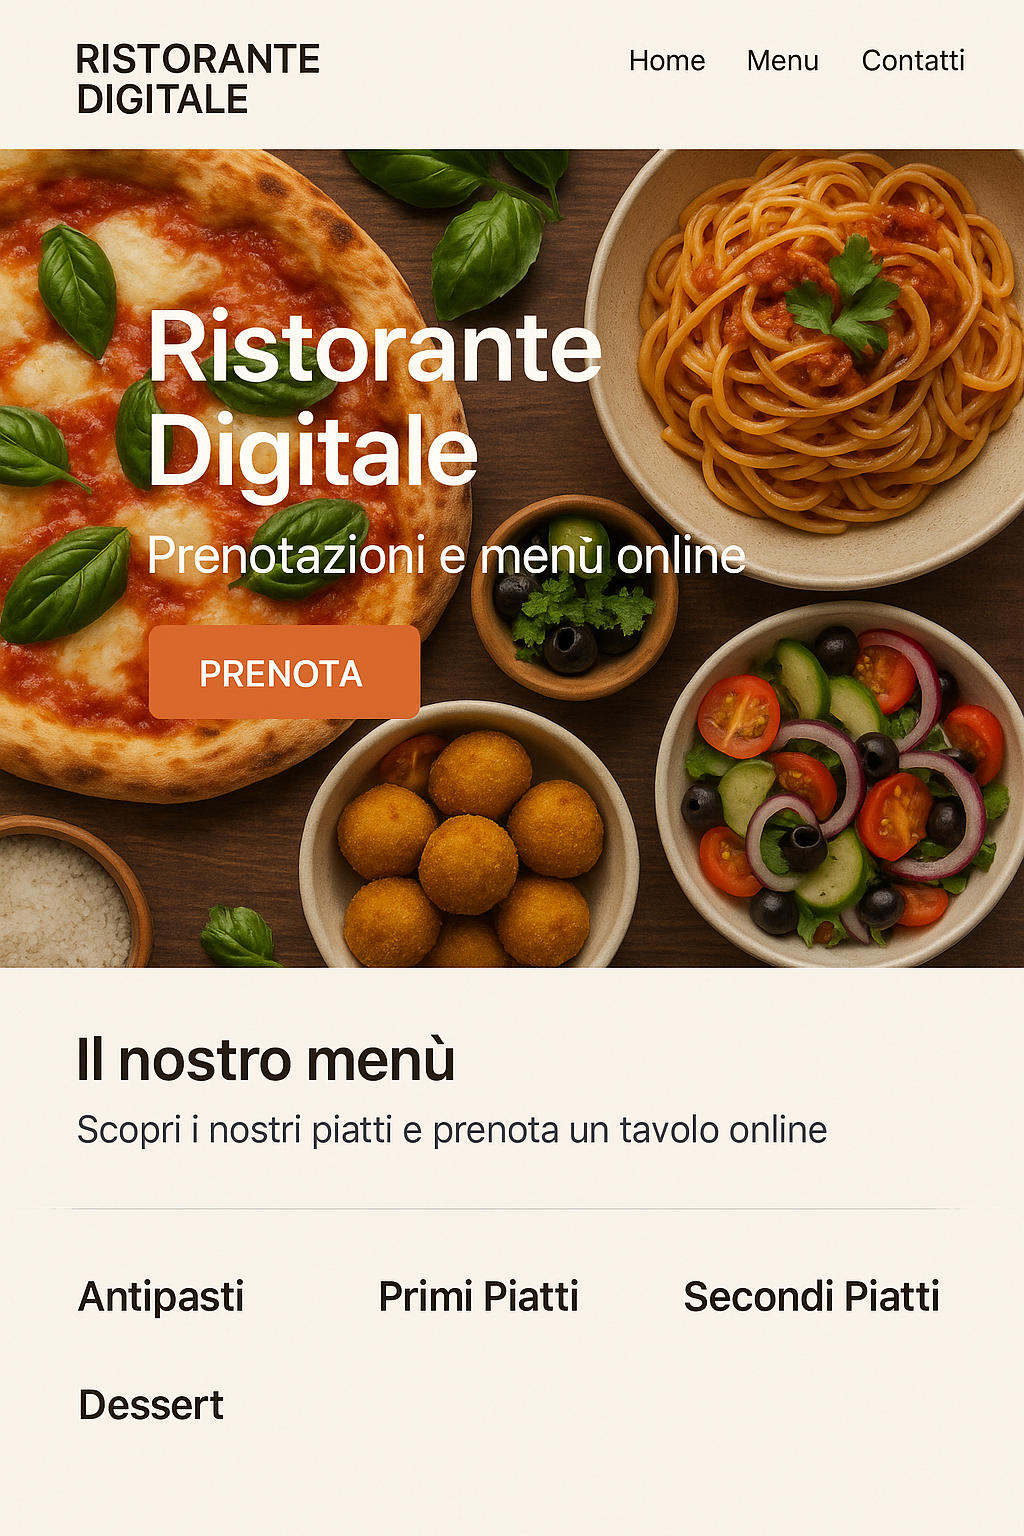 RISTORANTE
DIGITALE
Home Menu Contatti
Ristorante
Digitale
Prenotazioni e menù online
PRENOTA
Il nostro menù
Scopri i nostri piatti e prenota un tavolo online
Antipasti Primi Piatti Secondi Piatti
Dessert